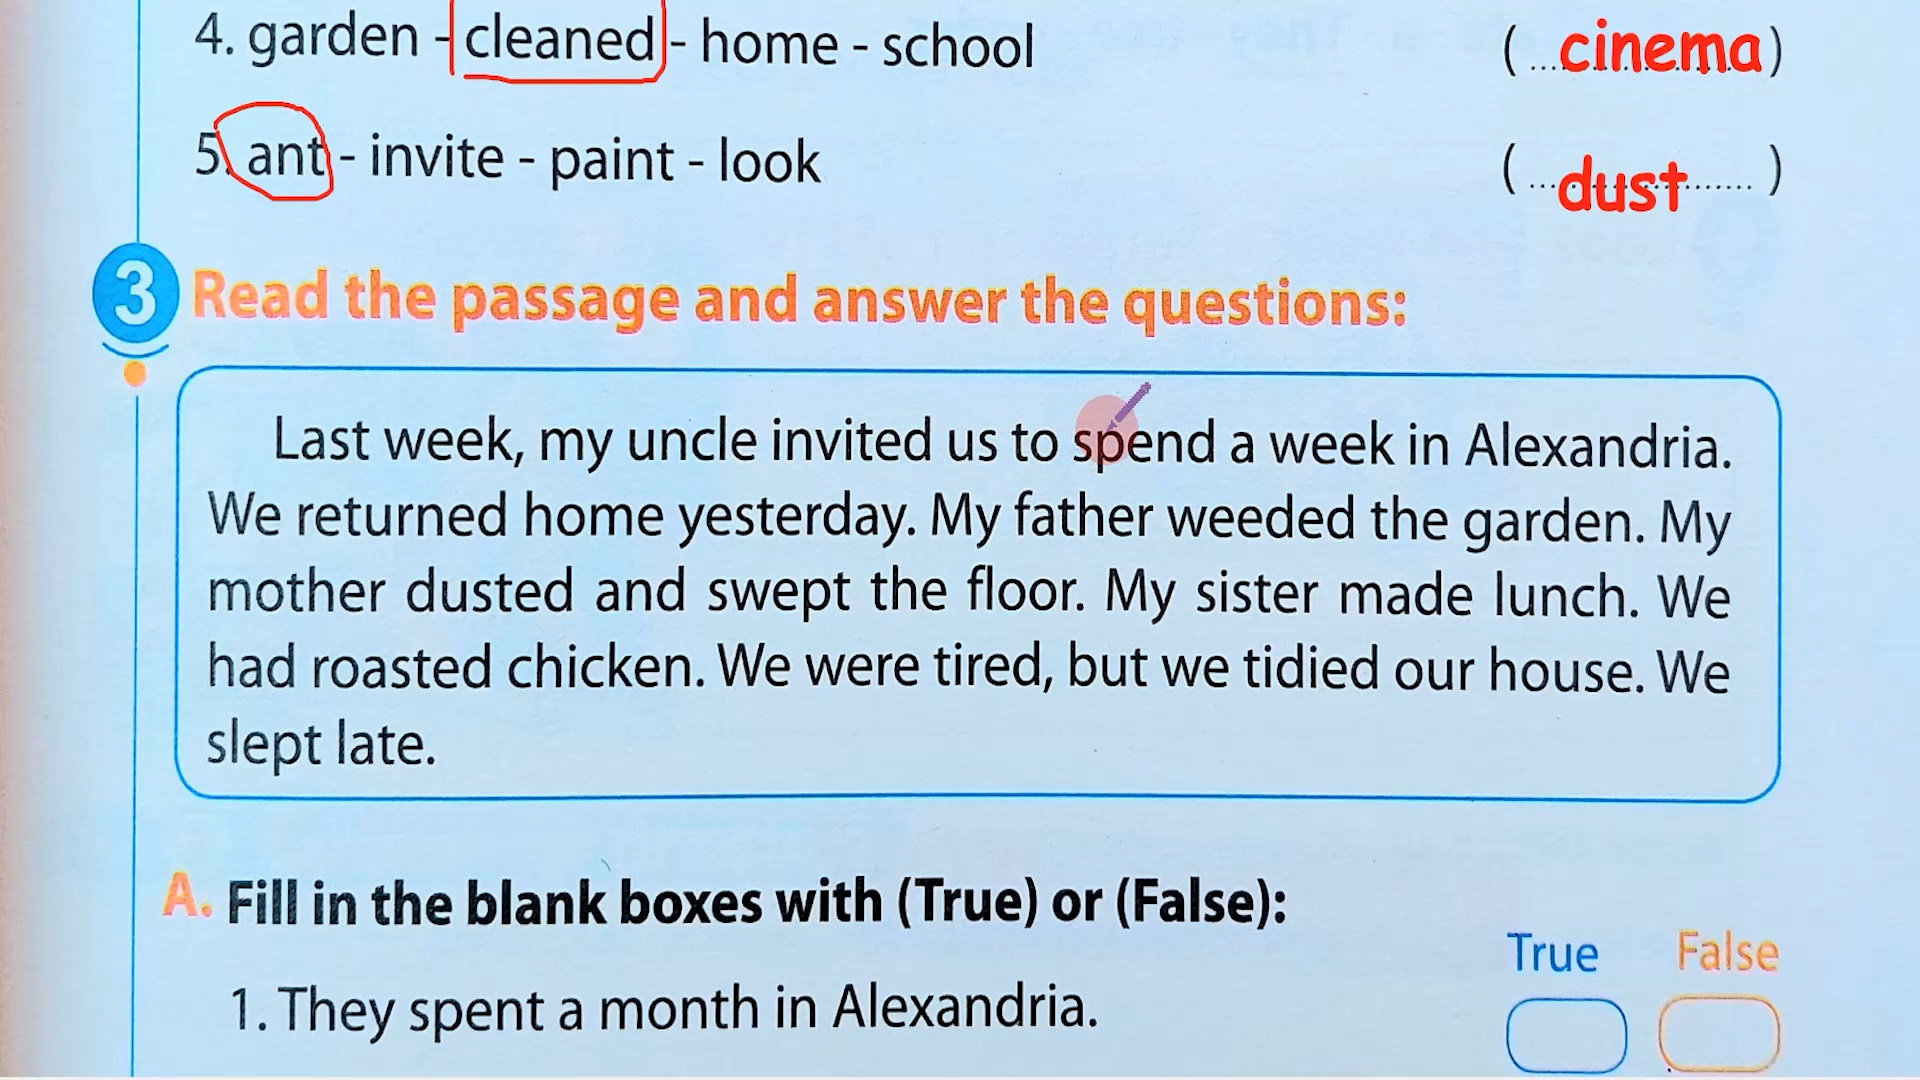 4. garden - cleaned - home - school (...cinema)
5. ant - invite - paint - look (...dust...)
3 Read the passage and answer the questions:
Last week, my uncle invited us to spend a week in Alexandria.
We returned home yesterday. My father weeded the garden. My
mother dusted and swept the floor. My sister made lunch. We
had roasted chicken. We were tired, but we tidied our house. We
slept late.
A. Fill in the blank boxes with (True) or (False):
True False
1. They spent a month in Alexandria.